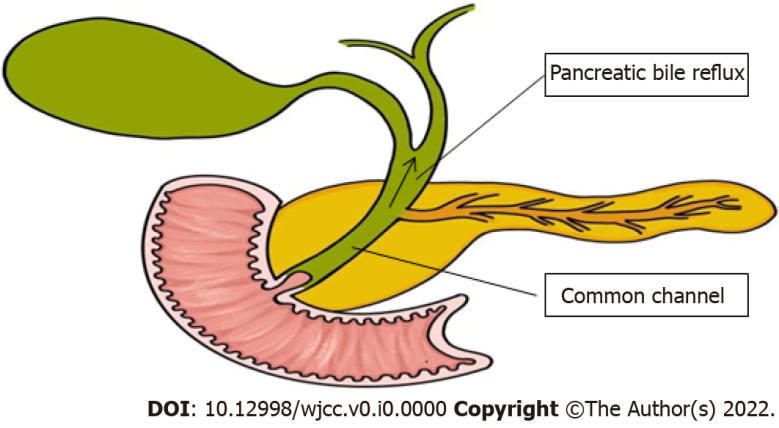 Pancreatic bile reflux
Common channel
DOI: 10.12998/wjcc.v0.i0.0000 Copyright ©The Author(s) 2022.